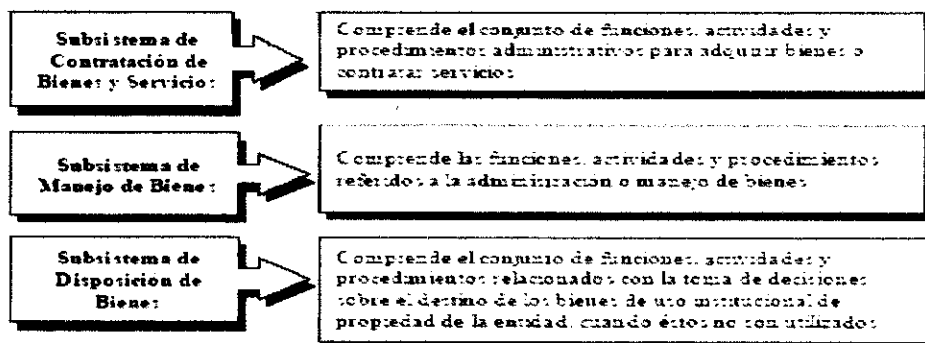 Subsistema de
Contratación de
Bienes y Servicios
Comprende el conjunto de funciones, actividades y
procedimientos administrativos para adquirir bienes o
contratar servicios
Subsistema de
Manejo de Bienes
Comprende las funciones, actividades y procedimientos
referidos a la administración o manejo de bienes
Subsistema de
Disposición de
Bienes
Comprende el conjunto de funciones, actividades y
procedimientos relacionados con la toma de decisiones
sobre el destino de los bienes de uso institucional de
propiedad de la entidad, cuando éstos no son utilizados